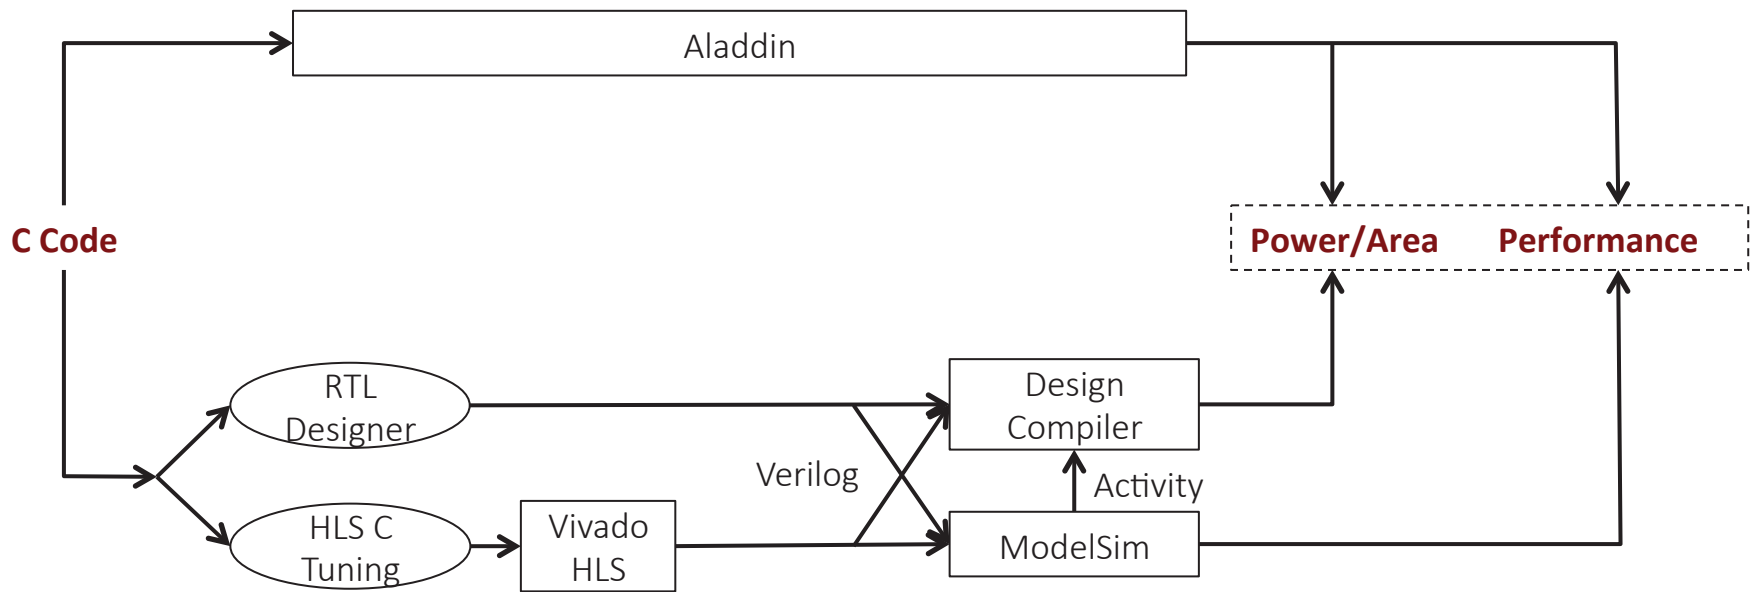 Aladdin
C Code
Power/Area
Performance
RTL
Designer
Design
Compiler
Verilog
Activity
HLS C
Tuning
Vivado
HLS
ModelSim